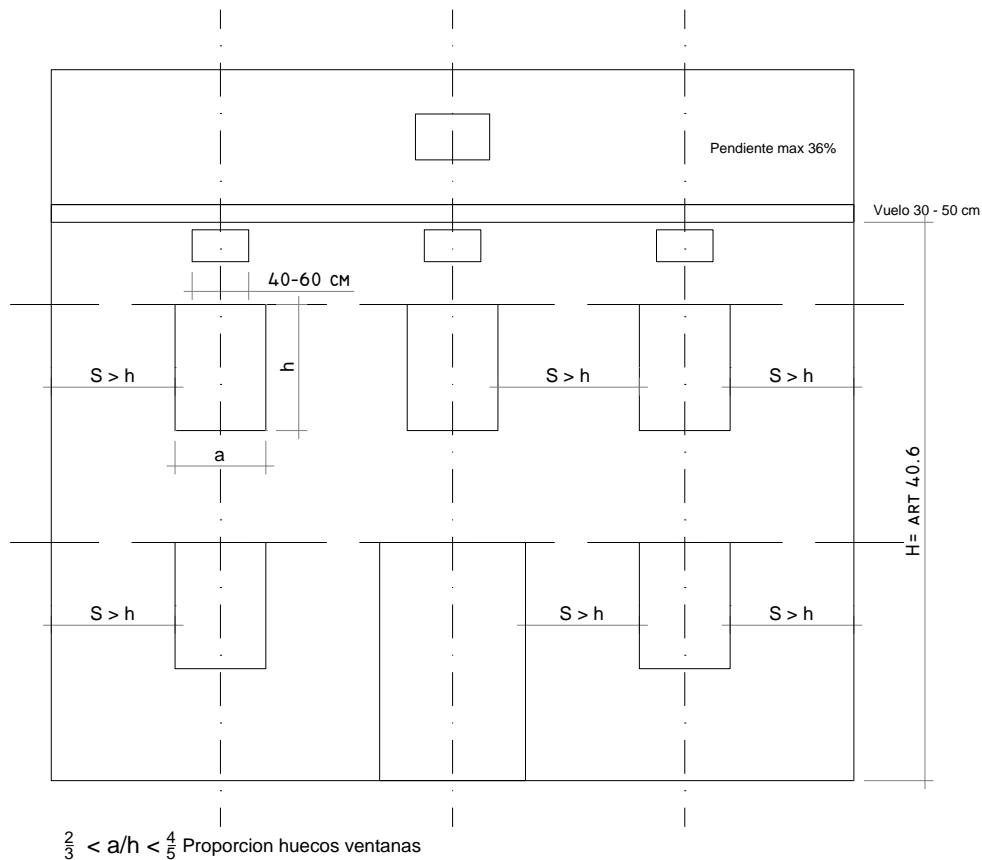 Pendiente max 36%
Vuelo 30 - 50 cm
40-60 CM
h
S > h
S > h
S > h
a
H= ART 40.6
S > h
S > h
S > h
2/3 < a/h < 4/5 Proporcion huecos ventanas